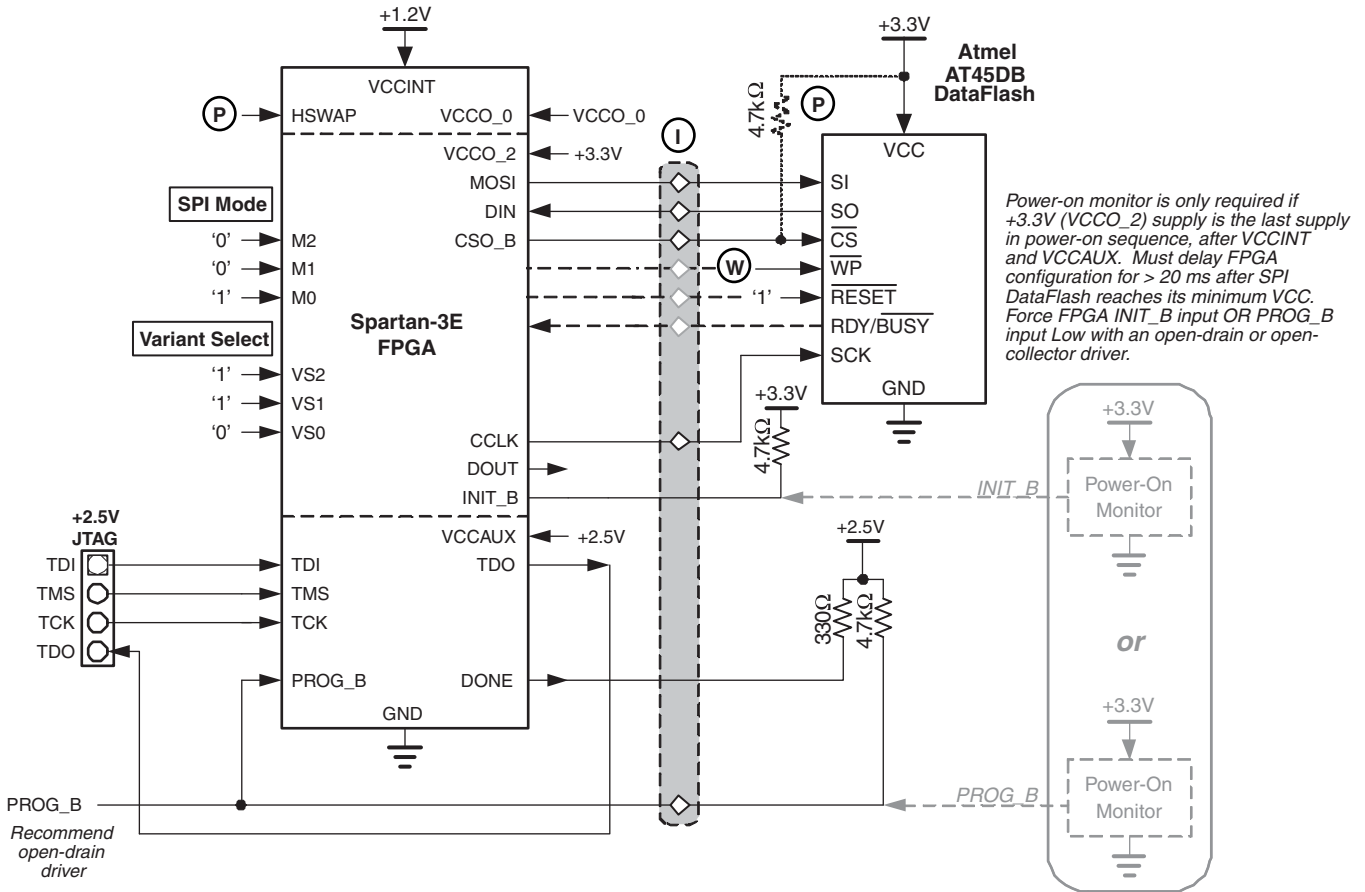 +1.2V
+3.3V
Atmel
AT45DB
DataFlash
VCCINT
P
HSWAP
VCCO_0
VCCO_0
4.7kΩ
P
I
VCCO_2
+3.3V
VCC
MOSI
SI
SPI Mode
DIN
SO
'0'
M2
CSO_B
CS
'0'
M1
W
WP
'1'
M0
'1'
RESET
Spartan-3E
FPGA
RDY/BUSY
Variant Select
SCK
'1'
VS2
GND
'1'
VS1
'0'
VS0
+3.3V
4.7kΩ
CCLK
DOUT
INIT_B
Power-on monitor is only required if
+3.3V (VCCO_2) supply is the last supply
in power-on sequence, after VCCINT
and VCCAUX. Must delay FPGA
configuration for > 20 ms after SPI
DataFlash reaches its minimum VCC.
Force FPGA INIT_B input OR PROG_B
input Low with an open-drain or open-
collector driver.
+3.3V
INIT_B
Power-On
Monitor
+2.5V
JTAG
VCCAUX
+2.5V
+2.5V
TDI
TDI
TDO
TMS
TMS
TCK
TCK
TDO
330Ω
4.7kΩ
or
PROG_B
DONE
GND
+3.3V
PROG_B
PROG_B
Power-On
Monitor
Recommend
open-drain
driver